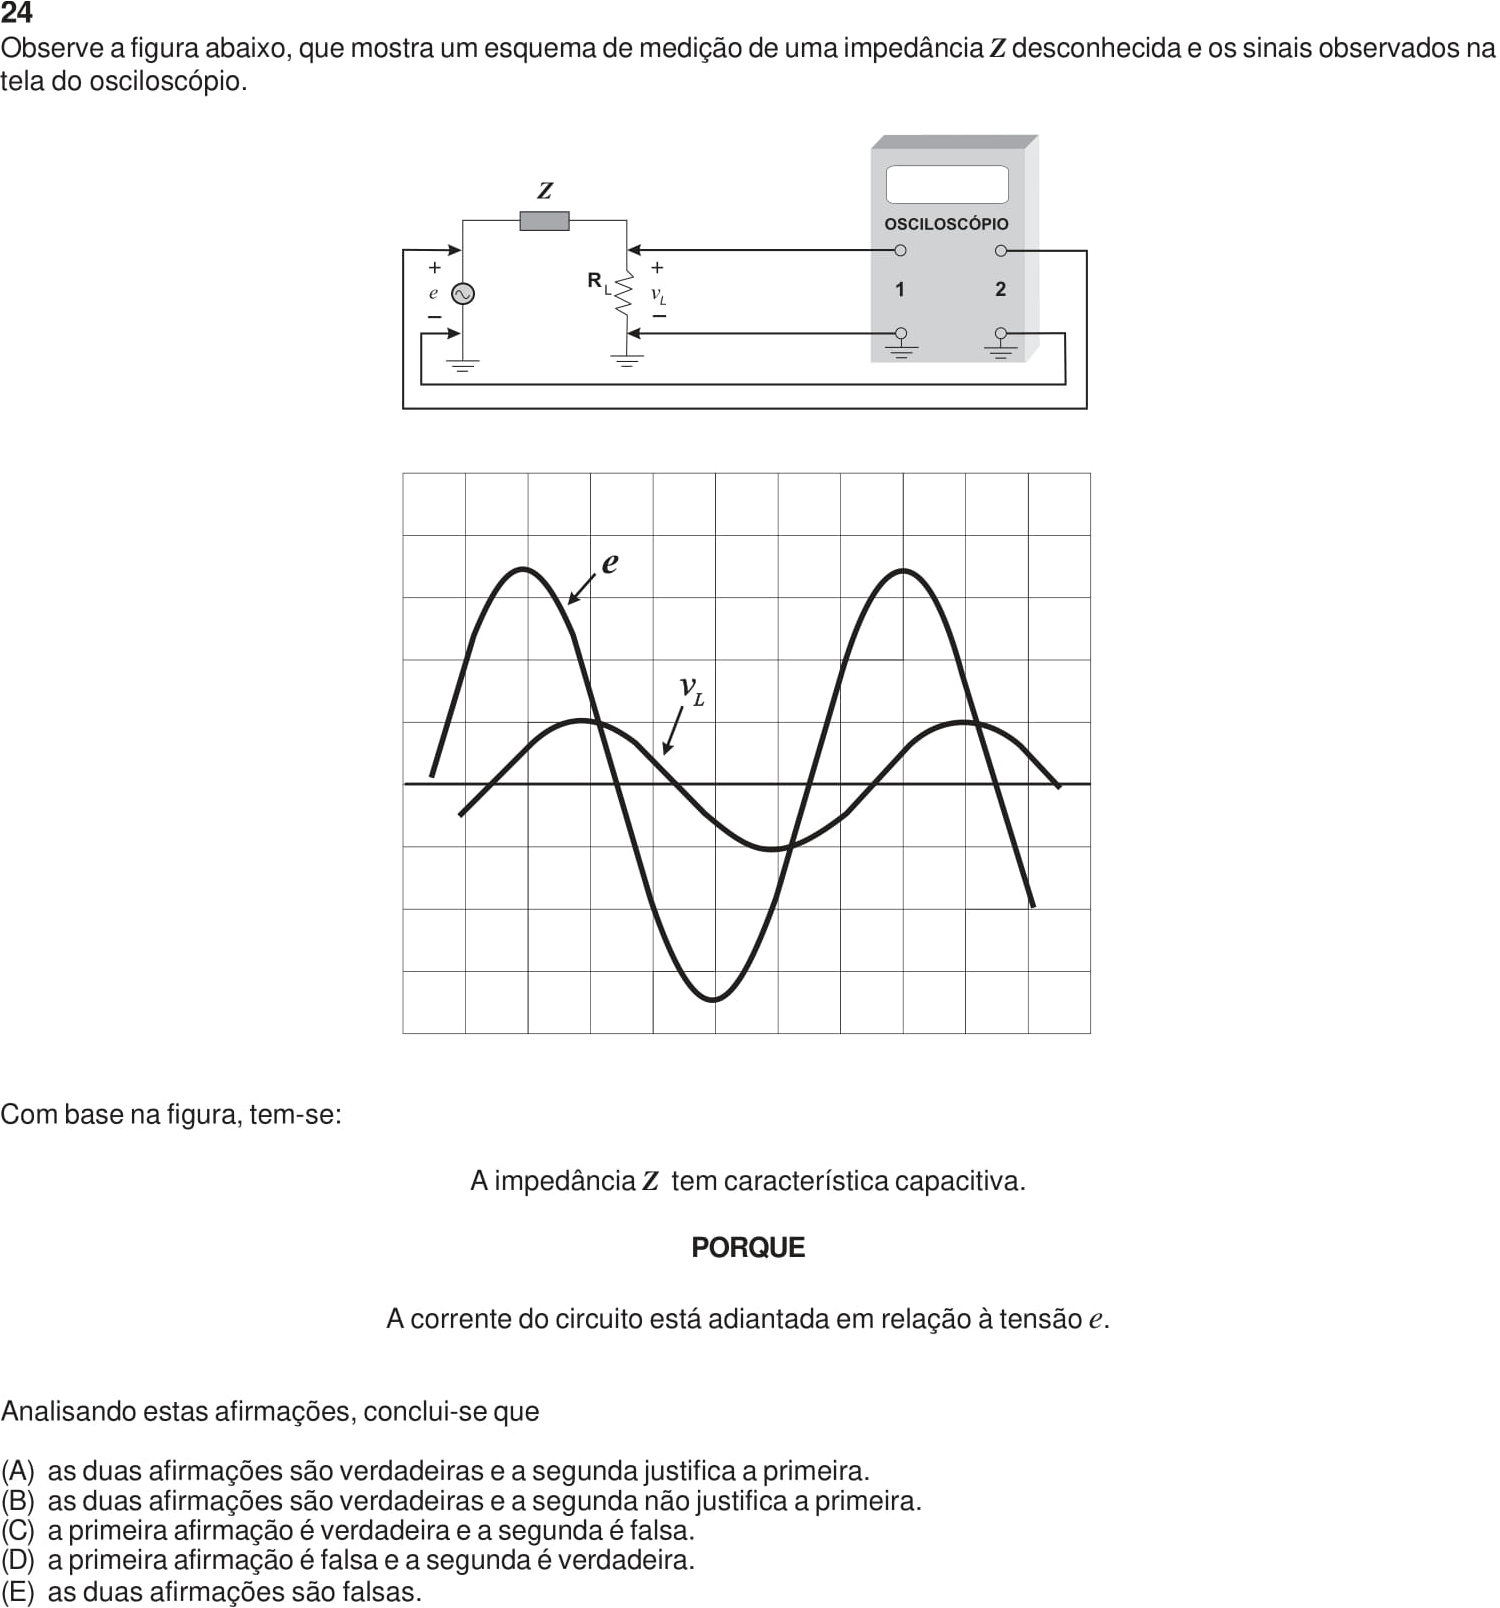 24
Observe a figura abaixo, que mostra um esquema de medição de uma impedância Z desconhecida e os sinais observados na
tela do osciloscópio.
Z
OSCILOSCÓPIO
+
e
–
R_L
+
v_L
–
1
2
e
v_L
Com base na figura, tem-se:
A impedância Z tem característica capacitiva.
PORQUE
A corrente do circuito está adiantada em relação à tensão e.
Analisando estas afirmações, conclui-se que
(A) as duas afirmações são verdadeiras e a segunda justifica a primeira.
(B) as duas afirmações são verdadeiras e a segunda não justifica a primeira.
(C) a primeira afirmação é verdadeira e a segunda é falsa.
(D) a primeira afirmação é falsa e a segunda é verdadeira.
(E) as duas afirmações são falsas.